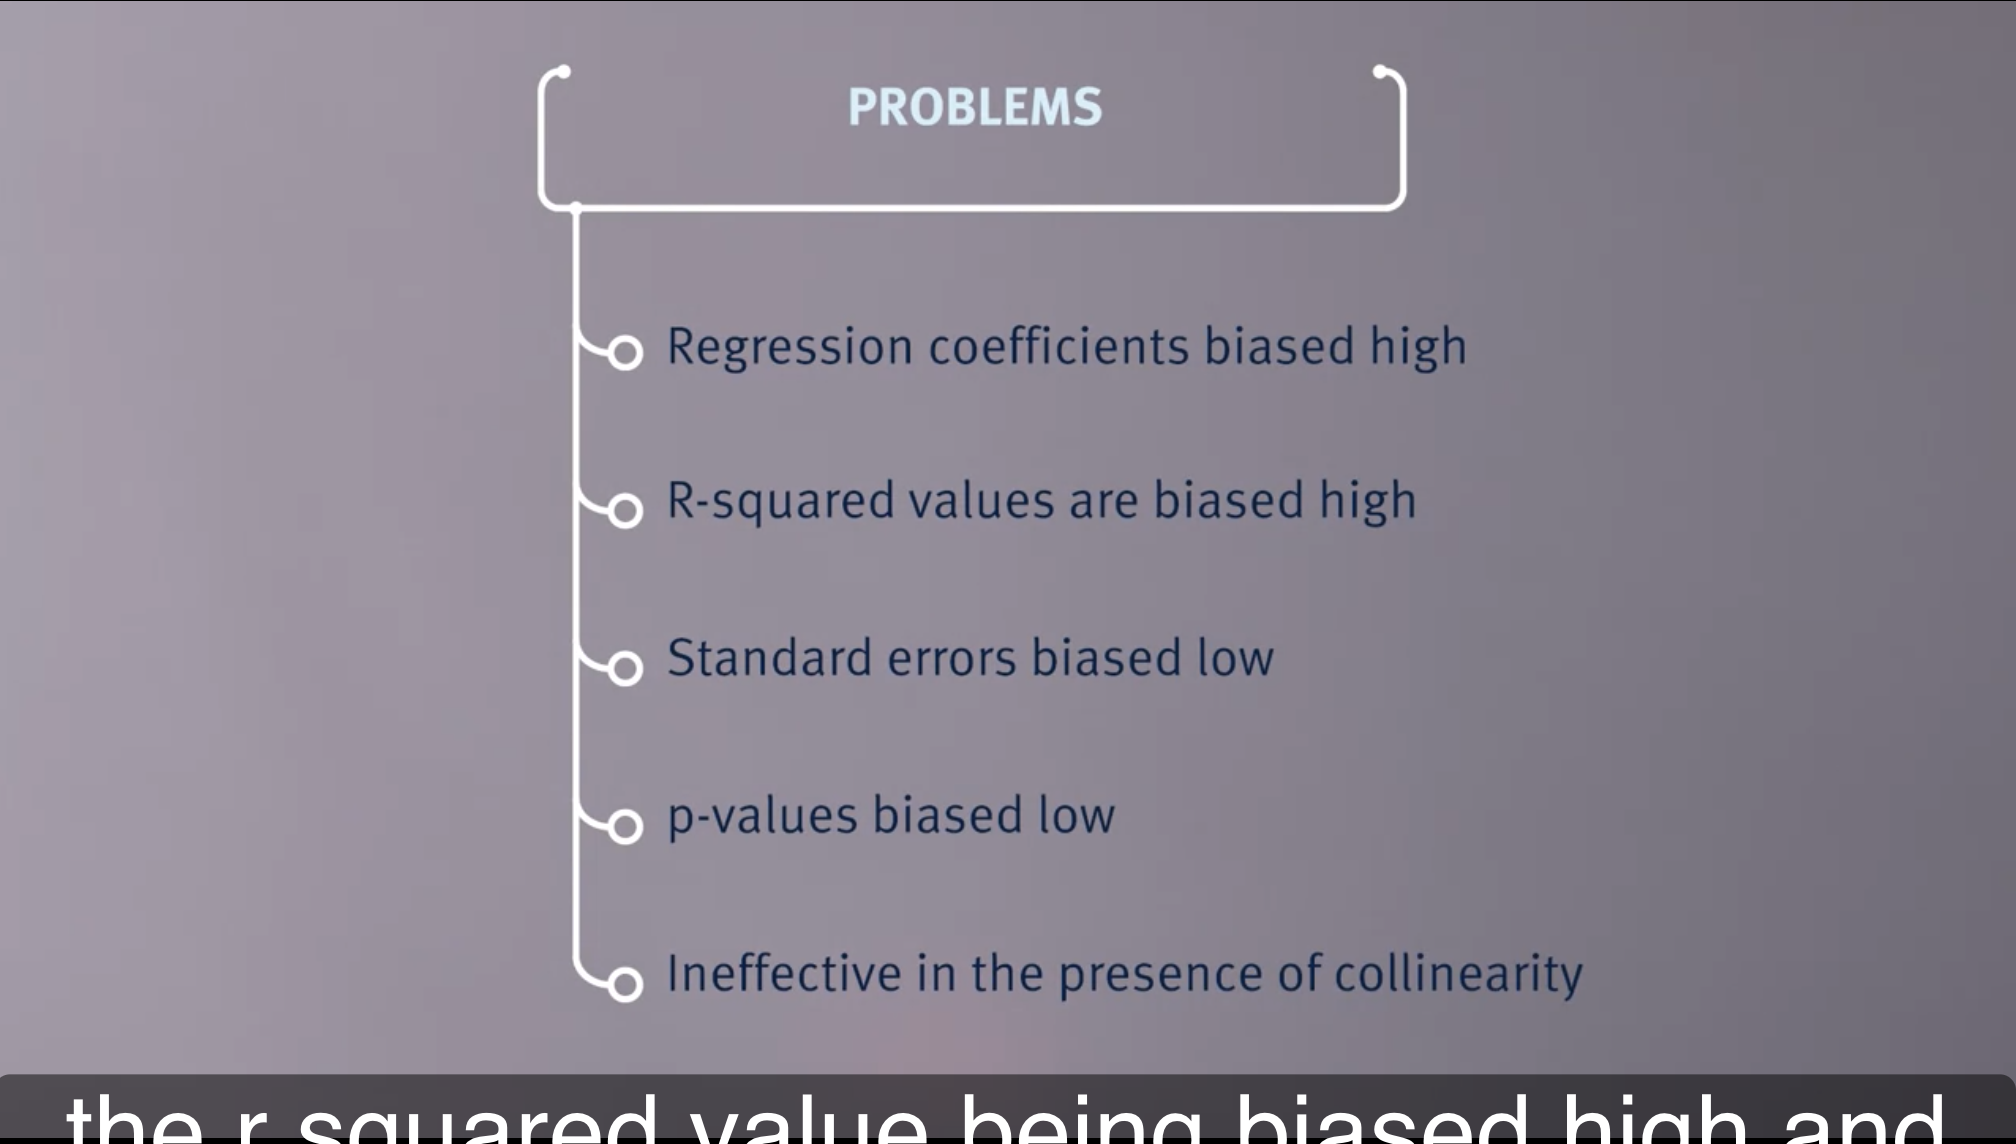 PROBLEMS
Regression coefficients biased high
R-squared values are biased high
Standard errors biased low
p-values biased low
Ineffective in the presence of collinearity
the r squared value being biased high and